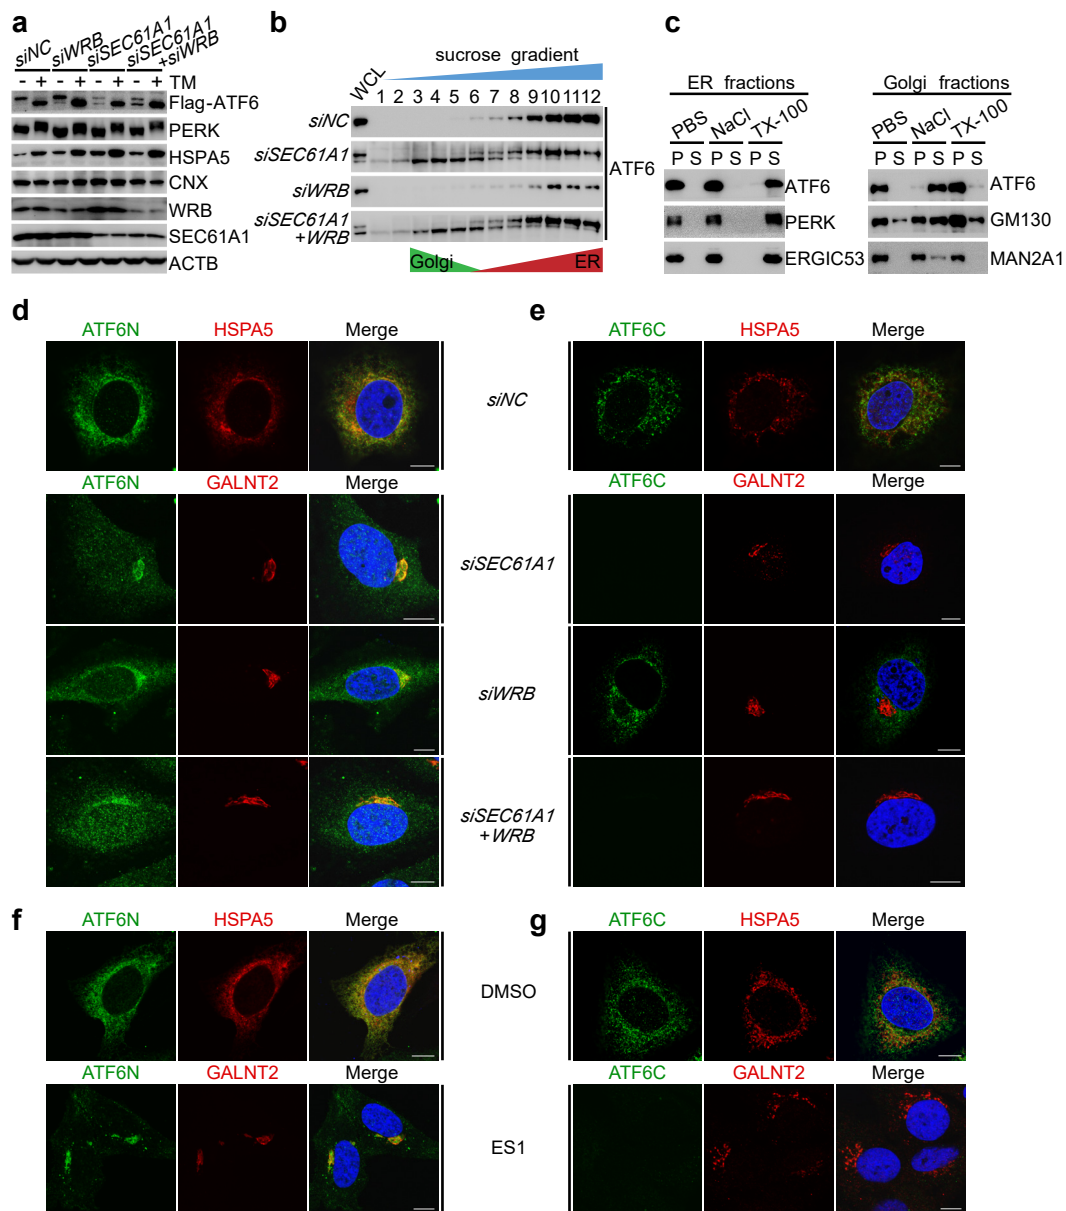 a
siNC siWRB siSEC61A1 siSEC61A1
+siWRB
- + - + - + - + TM
Flag-ATF6
PERK
HSPA5
CNX
WRB
SEC61A1
ACTB
b
sucrose gradient
WCL 1 2 3 4 5 6 7 8 9 10 11 12
siNC
siSEC61A1
siWRB
siSEC61A1
+WRB
ATF6
Golgi ER
c
ER fractions Golgi fractions
PBS NaCl TX-100 PBS NaCl TX-100
P S P S P S P S P S P S
ATF6 ATF6
PERK GM130
ERGIC53 MAN2A1
d
ATF6N HSPA5 Merge
e
ATF6C HSPA5 Merge
siNC
ATF6N GALNT2 Merge
ATF6C GALNT2 Merge
siSEC61A1
siWRB
siSEC61A1
+WRB
f
ATF6N HSPA5 Merge
g
ATF6C HSPA5 Merge
DMSO
ATF6N GALNT2 Merge
ATF6C GALNT2 Merge
ES1